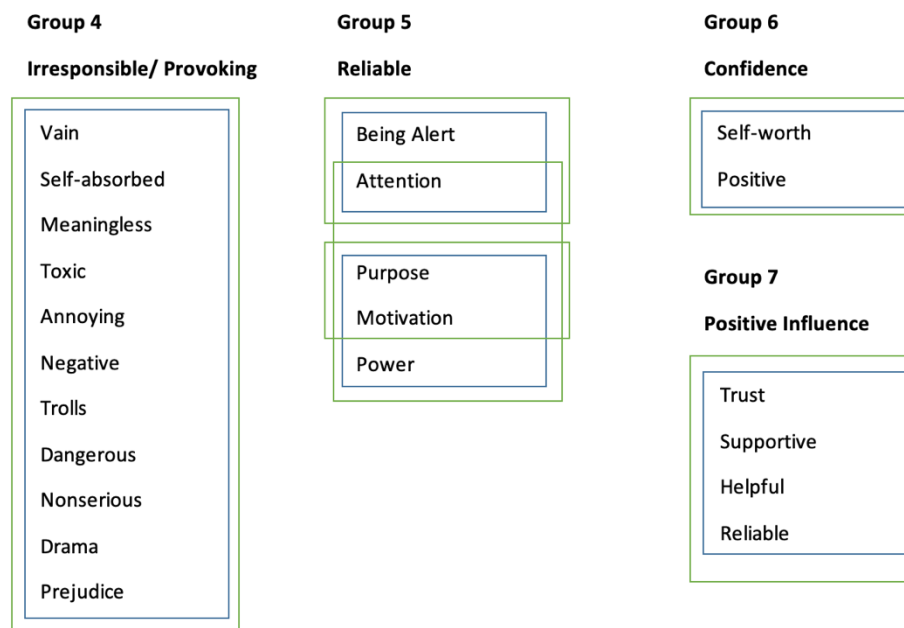 Group 4
Irresponsible/ Provoking
Vain
Self-absorbed
Meaningless
Toxic
Annoying
Negative
Trolls
Dangerous
Nonserious
Drama
Prejudice
Group 5
Reliable
Being Alert
Attention
Purpose
Motivation
Power
Group 6
Confidence
Self-worth
Positive
Group 7
Positive Influence
Trust
Supportive
Helpful
Reliable